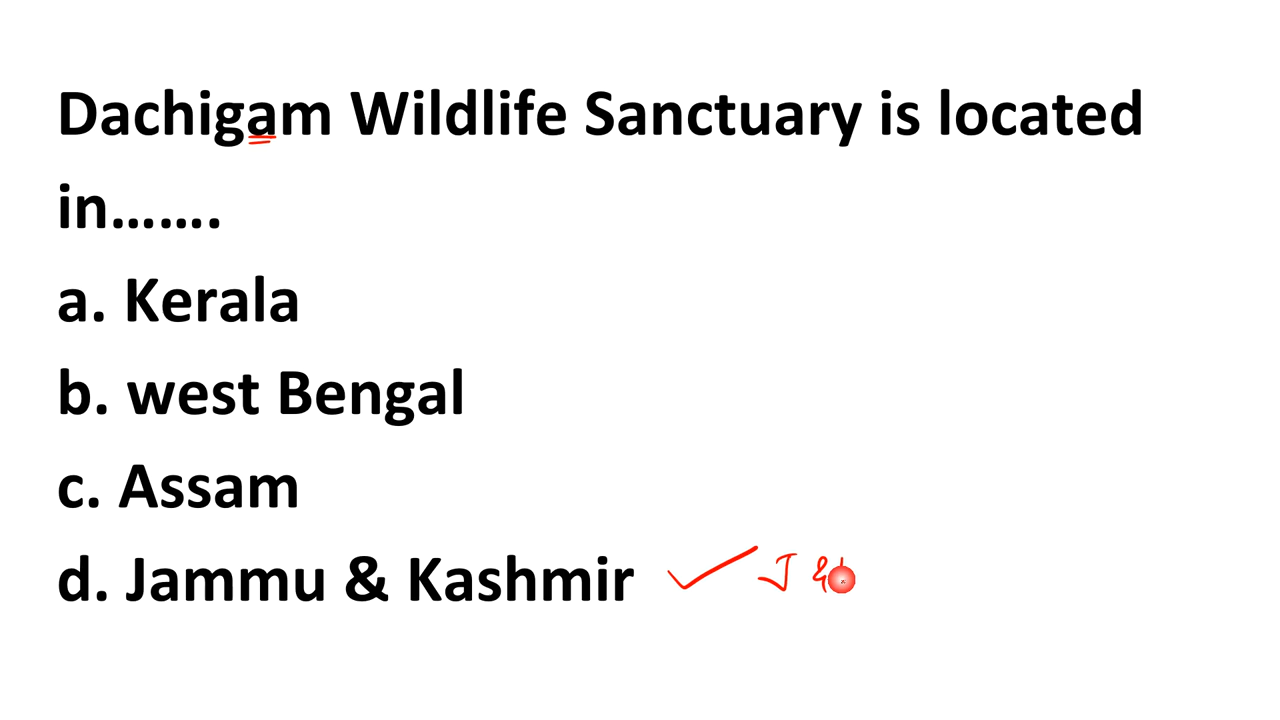 Dachigam Wildlife Sanctuary is located
in…….
a. Kerala
b. west Bengal
c. Assam
d. Jammu & Kashmir J &